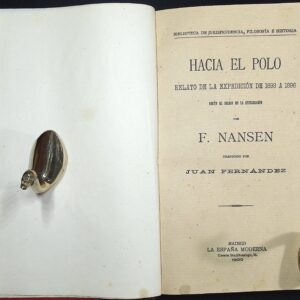 BIBLIOTECA DE JURISPRUDENCIA, FILOSOFÍA É HISTORIA
HACIA EL POLO
RELATO DE LA EXPEDICIÓN DE 1893 A 1896
POR
F. NANSEN
TRADUCIDO POR
JUAN FERNÁNDEZ
MADRID
LA ESPAÑA MODERNA